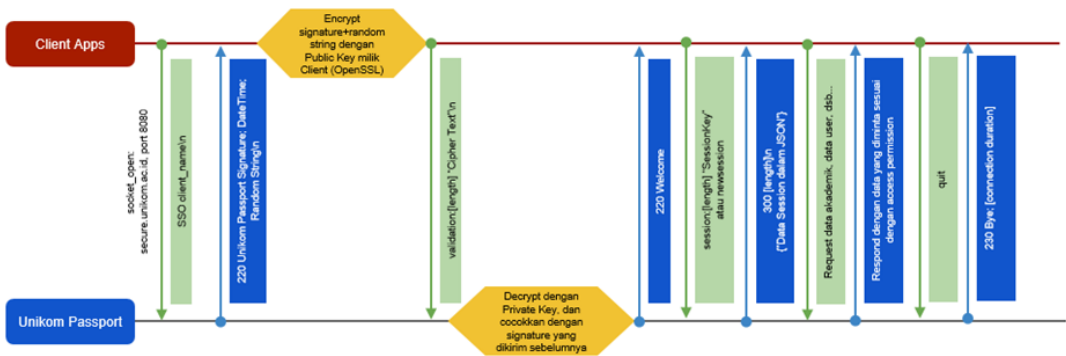 Client Apps
socket_open:
secure.unikom.ac.id, port 8080
SSO client_name\n
220 Unikom Passport Signature; DateTime;
Random String\n
Encrypt
signature+random
string dengan
Public Key milik
Client (OpenSSL)
validation:[length] "Cipher Text"\n
Decrypt dengan
Private Key, dan
cocokkan dengan
signature yang
dikirim sebelumnya
220 Welcome
session:[length] "SessionKey"
atau newsession
300 [length]\n
{"Data Session dalam JSON"}
Request data akademik, data user, dsb...
Respond dengan data yang diminta sesuai
dengan access permission
quit
230 Bye; [connection duration]
Unikom Passport